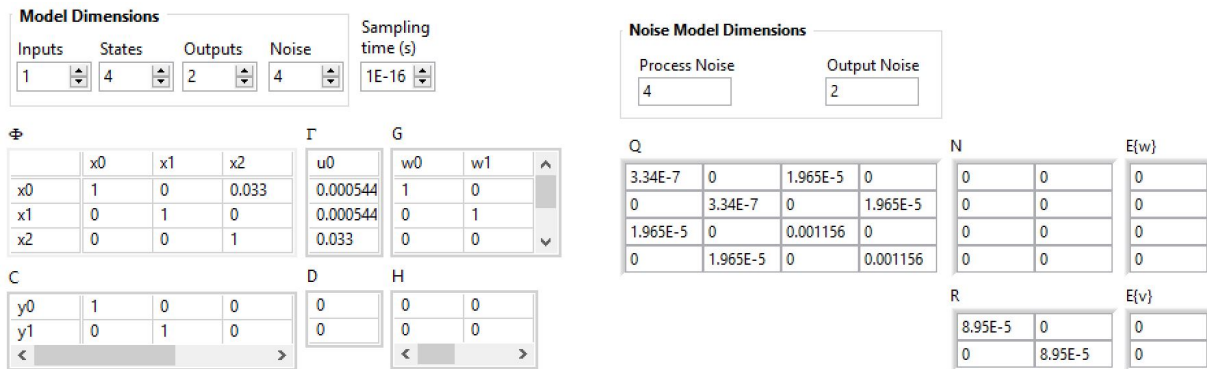 Model Dimensions
Inputs States Outputs Noise
1 4 2 4
Sampling
time (s)
1E-16
Φ
x0 x1 x2
x0 1 0 0.033
x1 0 1 0
x2 0 0 1
Γ
u0
0.000544
0.000544
0.033
G
w0 w1
1 0
0 1
0 0
C
y0 1 0 0
y1 0 1 0
D
0
0
H
0 0
0 0
Noise Model Dimensions
Process Noise Output Noise
4 2
Q
3.34E-7 0 1.965E-5 0
0 3.34E-7 0 1.965E-5
1.965E-5 0 0.001156 0
0 1.965E-5 0 0.001156
N
0 0
0 0
0 0
0 0
E{w}
0
0
0
0
R
8.95E-5 0
0 8.95E-5
E{v}
0
0